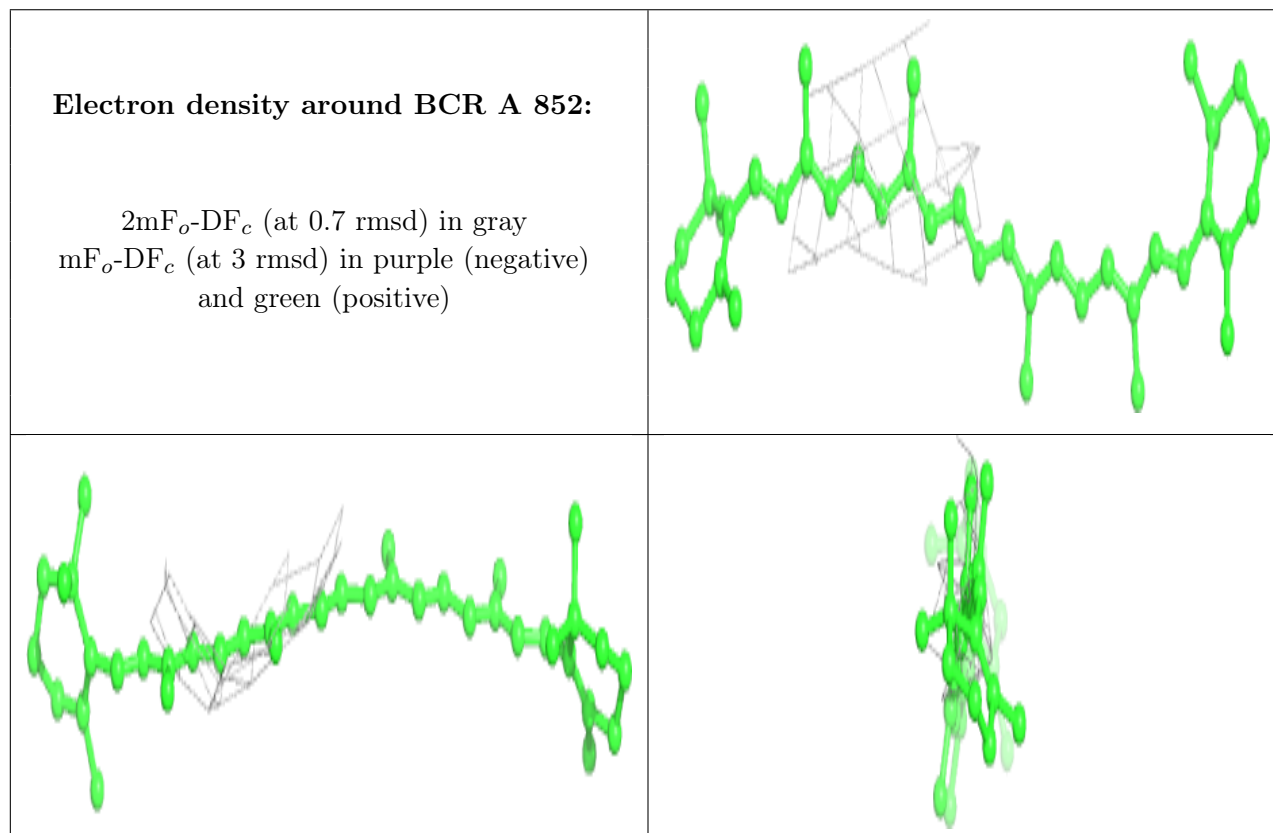 Electron density around BCR A 852:
2mFo-DFc (at 0.7 rmsd) in gray
mFo-DFc (at 3 rmsd) in purple (negative)
and green (positive)